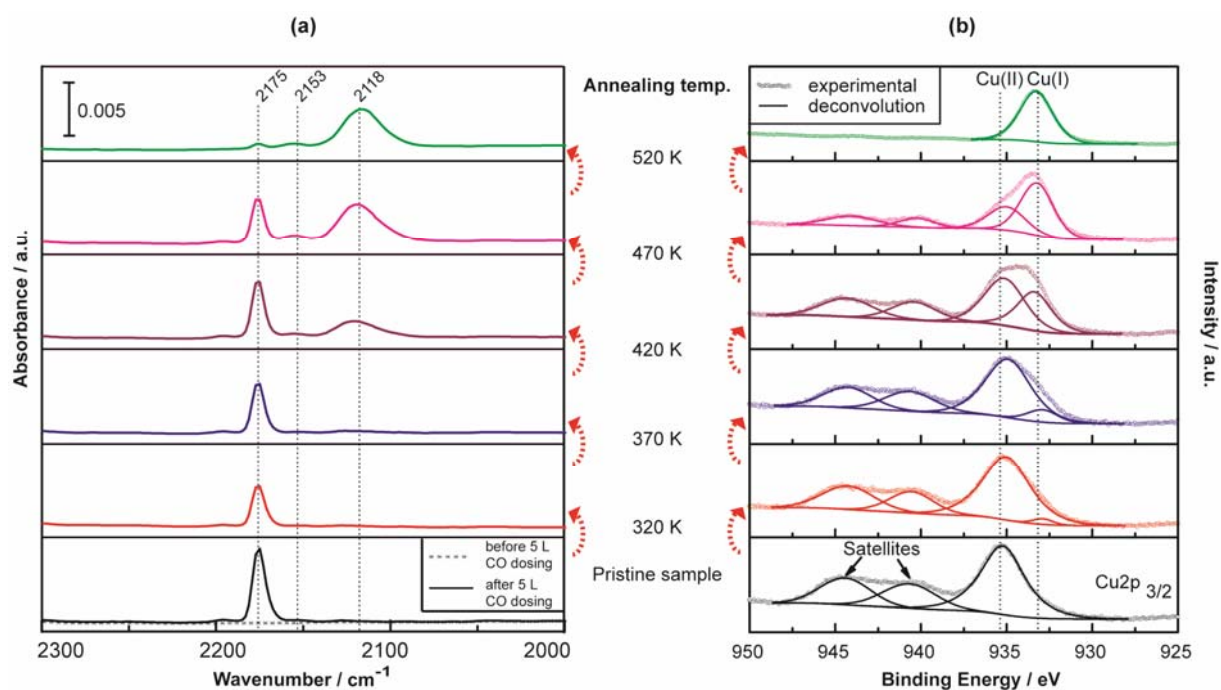 (a)
(b)
2175
2153
2118
0.005
Annealing temp.
520 K
470 K
420 K
370 K
320 K
Pristine sample
before 5 L
CO dosing
after 5 L
CO dosing
Absorbance / a.u.
2300
2200
2100
2000
Wavenumber / cm⁻¹
experimental
deconvolution
Cu(II) Cu(I)
Satellites
Cu2p 3/2
Intensity / a.u.
950
945
940
935
930
925
Binding Energy / eV